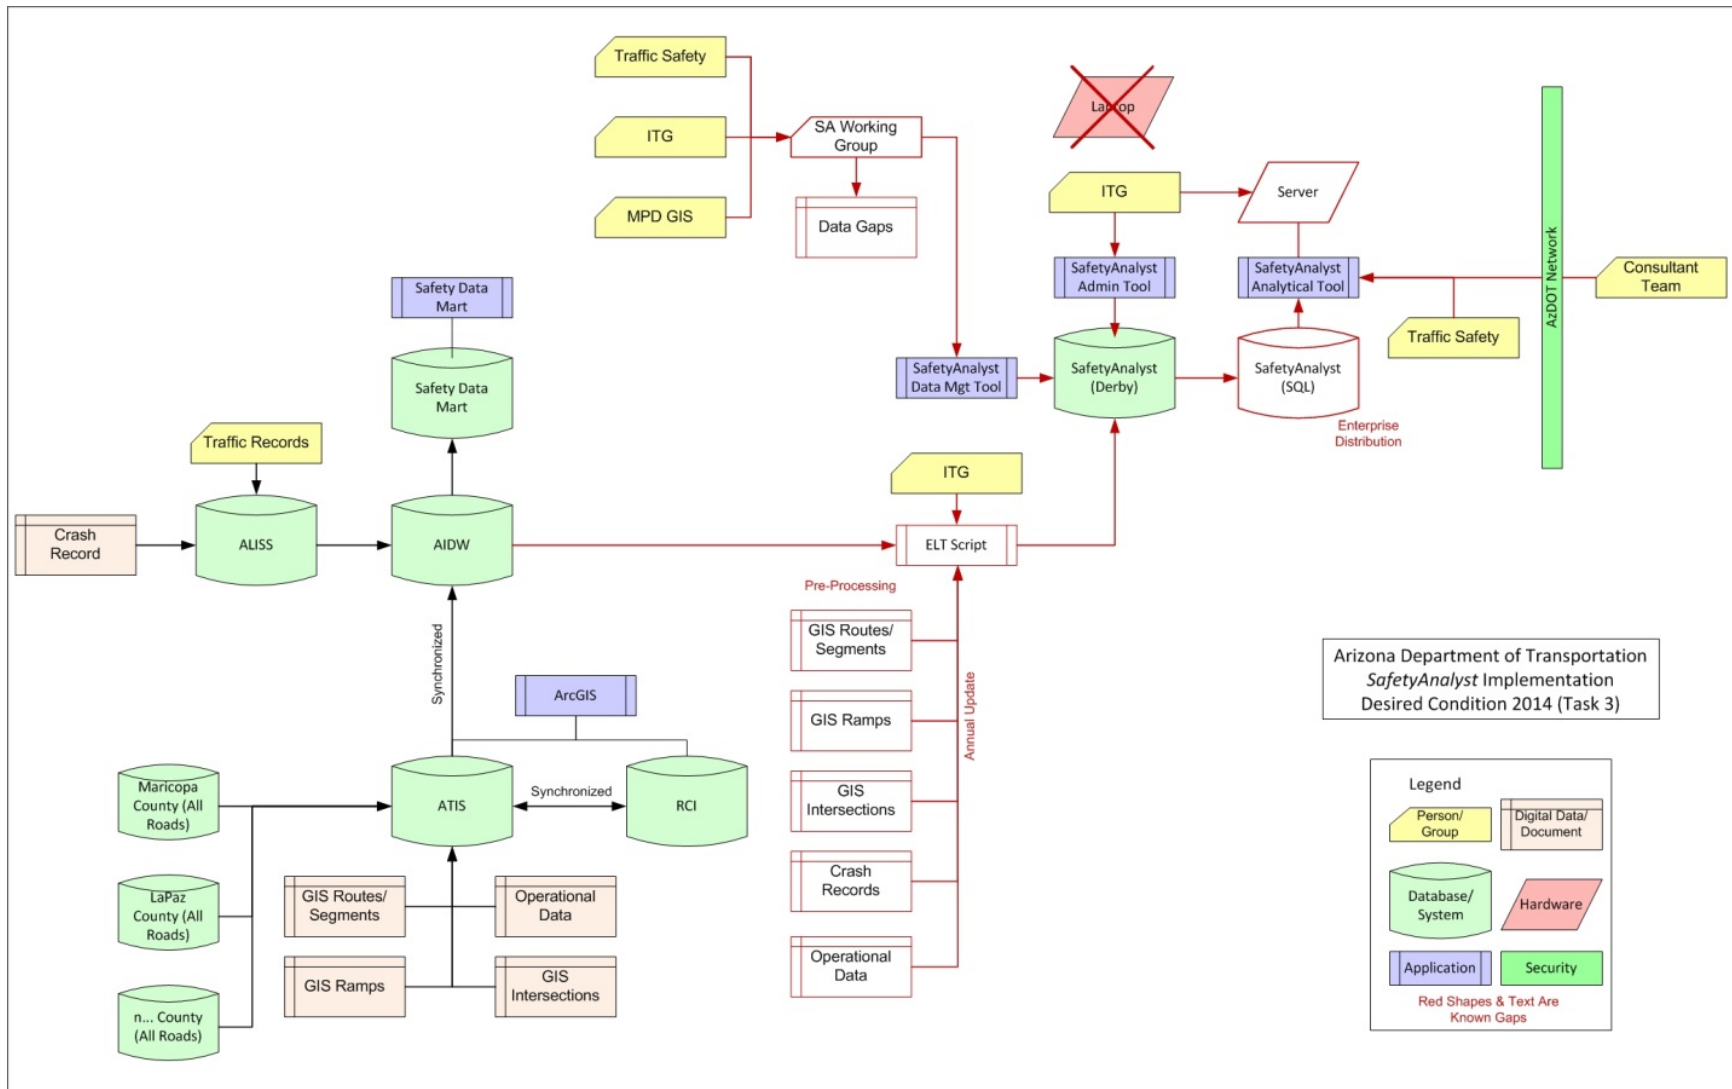 Traffic Safety
ITG
MPD GIS
SA Working
Group
Data Gaps
Laptop
ITG
Server
SafetyAnalyst
Admin Tool
SafetyAnalyst
Analytical Tool
AzDOT Network
Consultant
Team
Traffic Safety
SafetyAnalyst
Data Mgt Tool
SafetyAnalyst
(Derby)
SafetyAnalyst
(SQL)
Enterprise
Distribution
Safety Data
Mart
Safety Data
Mart
Traffic Records
Crash
Record
ALISS
AIDW
ITG
ELT Script
Pre-Processing
GIS Routes/
Segments
GIS Ramps
GIS
Intersections
Crash
Records
Operational
Data
Annual Update
Synchronized
ArcGIS
Maricopa
County (All
Roads)
LaPaz
County (All
Roads)
n... County
(All Roads)
ATIS
Synchronized
RCI
GIS Routes/
Segments
Operational
Data
GIS Ramps
GIS
Intersections
Arizona Department of Transportation
SafetyAnalyst Implementation
Desired Condition 2014 (Task 3)
Legend
Person/
Group
Digital Data/
Document
Database/
System
Hardware
Application
Security
Red Shapes & Text Are
Known Gaps